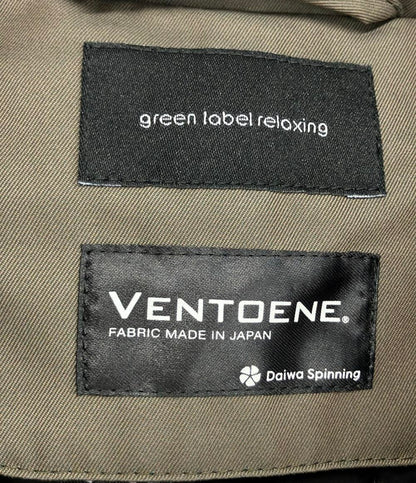 green label relaxing
VENTOENE®
FABRIC MADE IN JAPAN
Daiwa Spinning